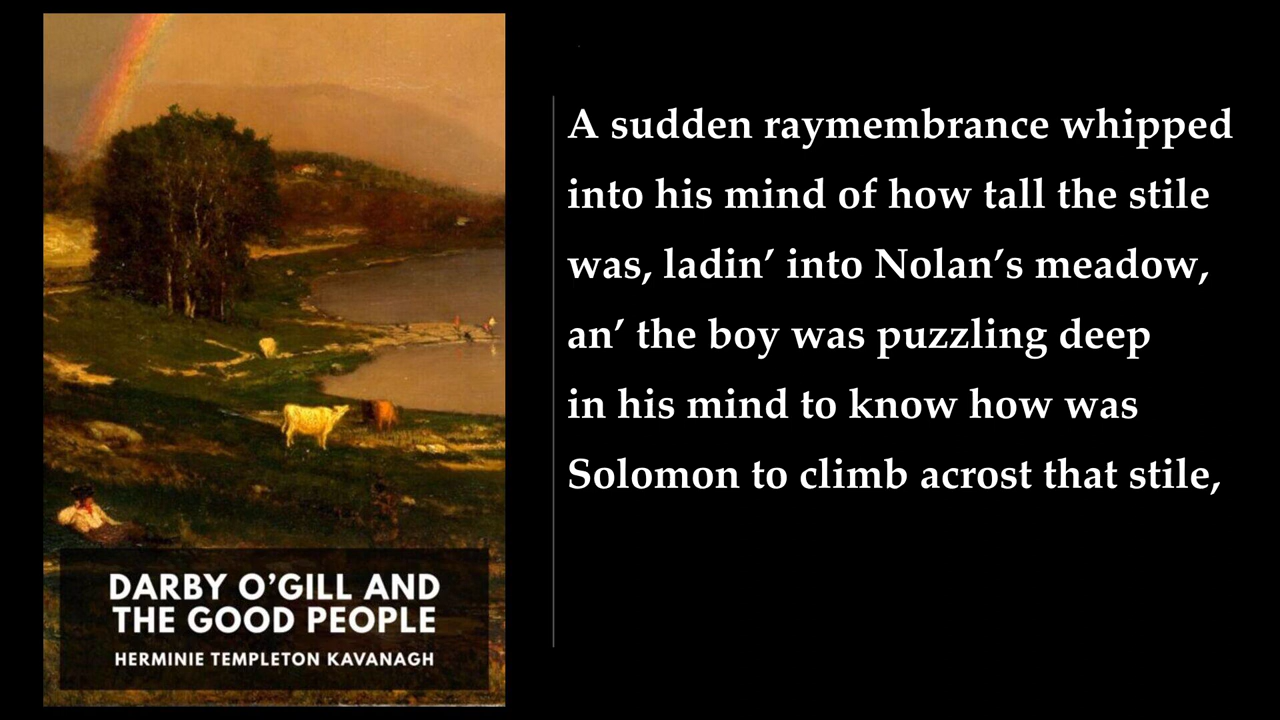 A sudden raymembrance whipped
into his mind of how tall the stile
was, ladin’ into Nolan’s meadow,
an’ the boy was puzzling deep
in his mind to know how was
Solomon to climb acrost that stile,
DARBY O’GILL AND
THE GOOD PEOPLE
HERMINIE TEMPLETON KAVANAGH